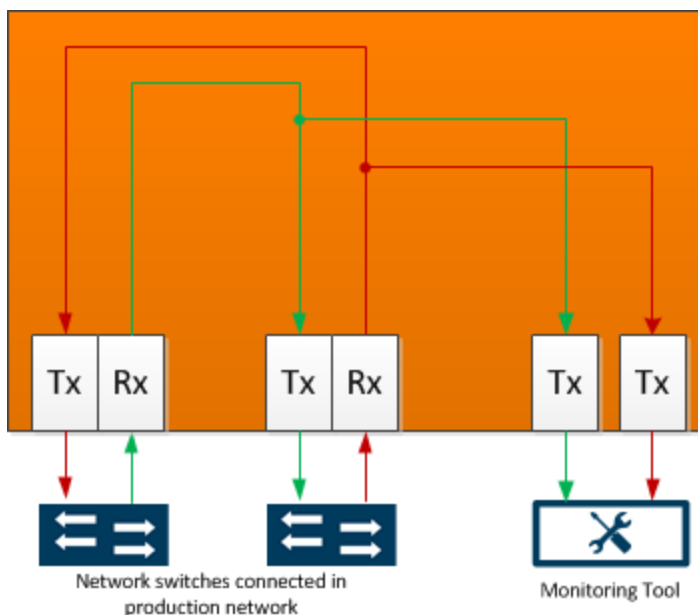 Tx Rx Tx Rx Tx Tx
Network switches connected in
production network
Monitoring Tool